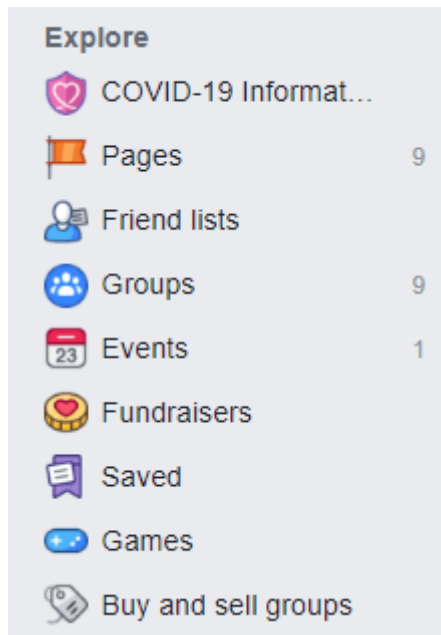 Explore
COVID-19 Informat...
Pages 9
Friend lists
Groups 9
23 Events 1
Fundraisers
Saved
Games
Buy and sell groups